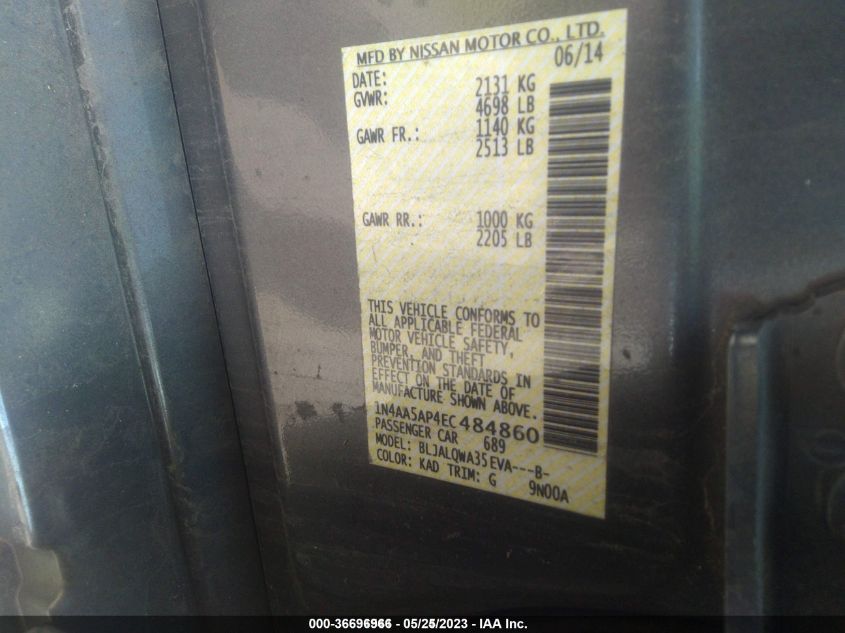 MFD BY NISSAN MOTOR CO., LTD.
DATE: 06/14
GVWR: 2131 KG
4698 LB
GAWR FR.: 1140 KG
2513 LB
GAWR RR.: 1000 KG
2205 LB
THIS VEHICLE CONFORMS TO
ALL APPLICABLE FEDERAL
MOTOR VEHICLE SAFETY,
BUMPER, AND THEFT
PREVENTION STANDARDS IN
EFFECT ON THE DATE OF
MANUFACTURE SHOWN ABOVE.
1N4AA5AP4EC484860
PASSENGER CAR 689
MODEL: BLJALQWA35EVA---B-
COLOR: KAD TRIM: G 9N00A
000-36696966 - 05/25/2023 - IAA Inc.